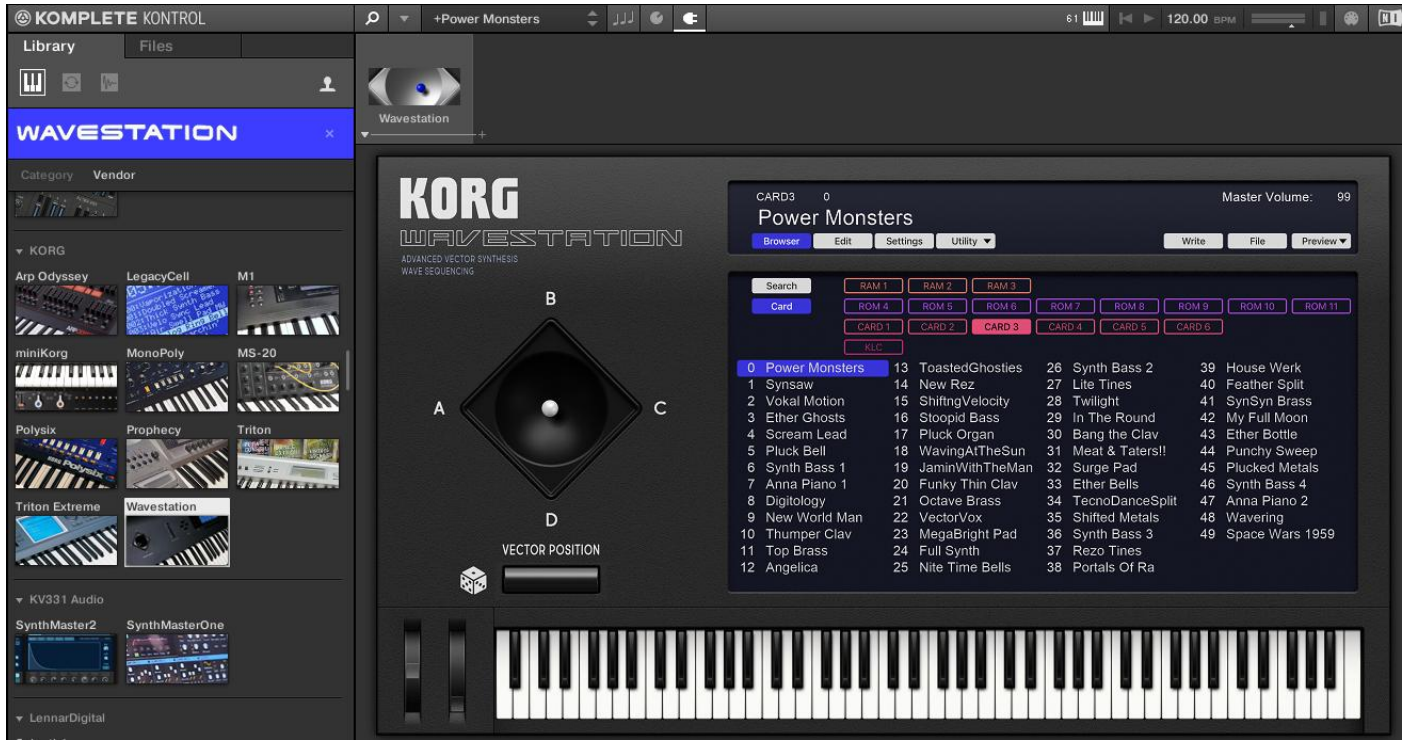 KOMPLETE KONTROL
+Power Monsters
61
120.00 BPM
Library
Files
WAVESTATION
×
Category
Vendor
KORG
Arp Odyssey
LegacyCell
M1
miniKorg
MonoPoly
MS-20
Polysix
Prophecy
Triton
Triton Extreme
Wavestation
KV331 Audio
SynthMaster2
SynthMasterOne
LennarDigital
Wavestation
KORG
WAVESTATION
ADVANCED VECTOR SYNTHESIS
WAVE SEQUENCING
B
A
C
D
VECTOR POSITION
CARD3 0
Master Volume: 99
Power Monsters
Browser Edit Settings Utility Write File Preview
Search RAM 1 RAM 2 RAM 3
Card ROM 4 ROM 5 ROM 6 ROM 7 ROM 8 ROM 9 ROM 10 ROM 11
CARD 1 CARD 2 CARD 3 CARD 4 CARD 5 CARD 6
KLC
0 Power Monsters
1 Synsaw
2 Vokal Motion
3 Ether Ghosts
4 Scream Lead
5 Pluck Bell
6 Synth Bass 1
7 Anna Piano 1
8 Digitology
9 New World Man
10 Thumper Clav
11 Top Brass
12 Angelica
13 ToastedGhosties
14 New Rez
15 ShiftngVelocity
16 Stoopid Bass
17 Pluck Organ
18 WavingAtTheSun
19 JaminWithTheMan
20 Funky Thin Clav
21 Octave Brass
22 VectorVox
23 MegaBright Pad
24 Full Synth
25 Nite Time Bells
26 Synth Bass 2
27 Lite Tines
28 Twilight
29 In The Round
30 Bang the Clav
31 Meat & Taters!!
32 Surge Pad
33 Ether Bells
34 TecnoDanceSplit
35 Shifted Metals
36 Synth Bass 3
37 Rezo Tines
38 Portals Of Ra
39 House Werk
40 Feather Split
41 SynSyn Brass
42 My Full Moon
43 Ether Bottle
44 Punchy Sweep
45 Plucked Metals
46 Synth Bass 4
47 Anna Piano 2
48 Wavering
49 Space Wars 1959